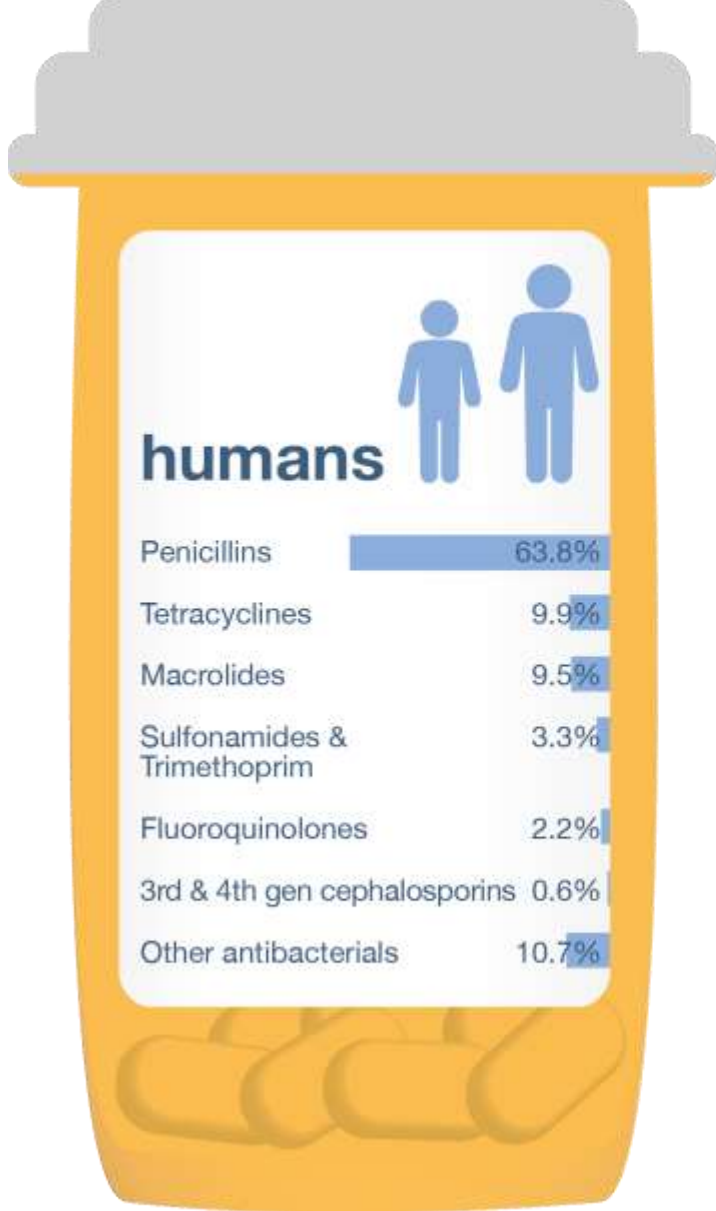 humans
Penicillins 63.8%
Tetracyclines 9.9%
Macrolides 9.5%
Sulfonamides & 3.3%
Trimethoprim
Fluoroquinolones 2.2%
3rd & 4th gen cephalosporins 0.6%
Other antibacterials 10.7%